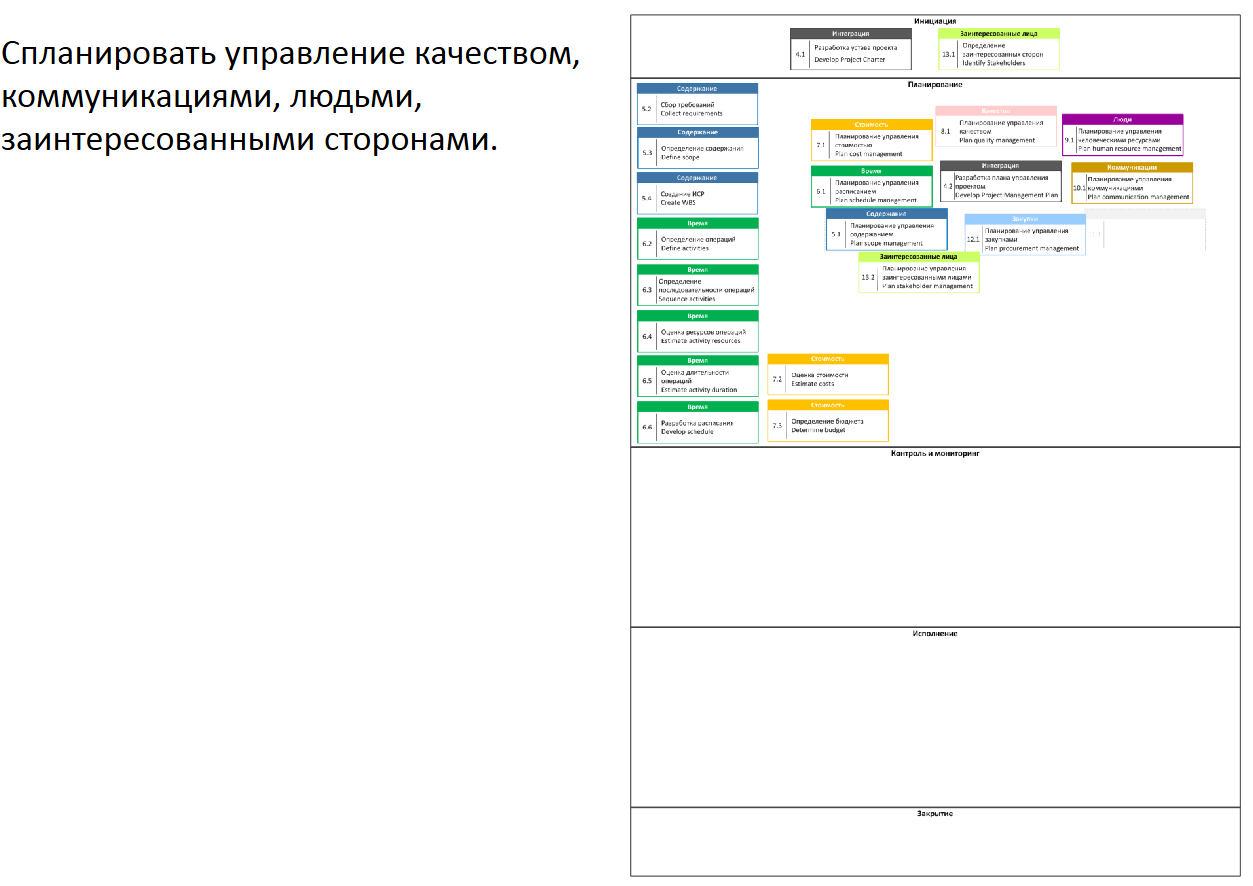 Спланировать управление качеством,
коммуникациями, людьми,
заинтересованными сторонами.
Инициация
Интеграция
4.1
Разработка устава проекта
Develop Project Charter
Заинтересованные лица
13.1
Определение
заинтересованных сторон
Identify Stakeholders
Планирование
Содержание
5.2
Сбор требований
Collect requirements
Содержание
5.3
Определение содержания
Define scope
Содержание
5.4
Создание ИСР
Create WBS
Время
6.2
Определение операций
Define activities
Время
6.3
Определение
последовательности операций
Sequence activities
Время
6.4
Оценка ресурсов операций
Estimate activity resources
Время
6.5
Оценка длительности
операций
Estimate activity duration
Время
6.6
Разработка расписания
Develop schedule
Стоимость
7.2
Оценка стоимости
Estimate costs
Стоимость
7.3
Определение бюджета
Determine budget
Стоимость
7.1
Планирование управления
стоимостью
Plan cost management
Качество
8.1
Планирование управления
качеством
Plan quality management
Люди
9.1
Планирование управления
человеческими ресурсами
Plan human resource management
Время
6.1
Планирование управления
расписанием
Plan schedule management
Интеграция
4.2
Разработка плана управления
проектом
Develop Project Management Plan
Коммуникации
10.1
Планирование управления
коммуникациями
Plan communication management
Содержание
5.1
Планирование управления
содержанием
Plan scope management
Закупки
12.1
Планирование управления
закупками
Plan procurement management
Заинтересованные лица
13.2
Планирование управления
заинтересованными лицами
Plan stakeholder management
Контроль и мониторинг
Исполнение
Закрытие